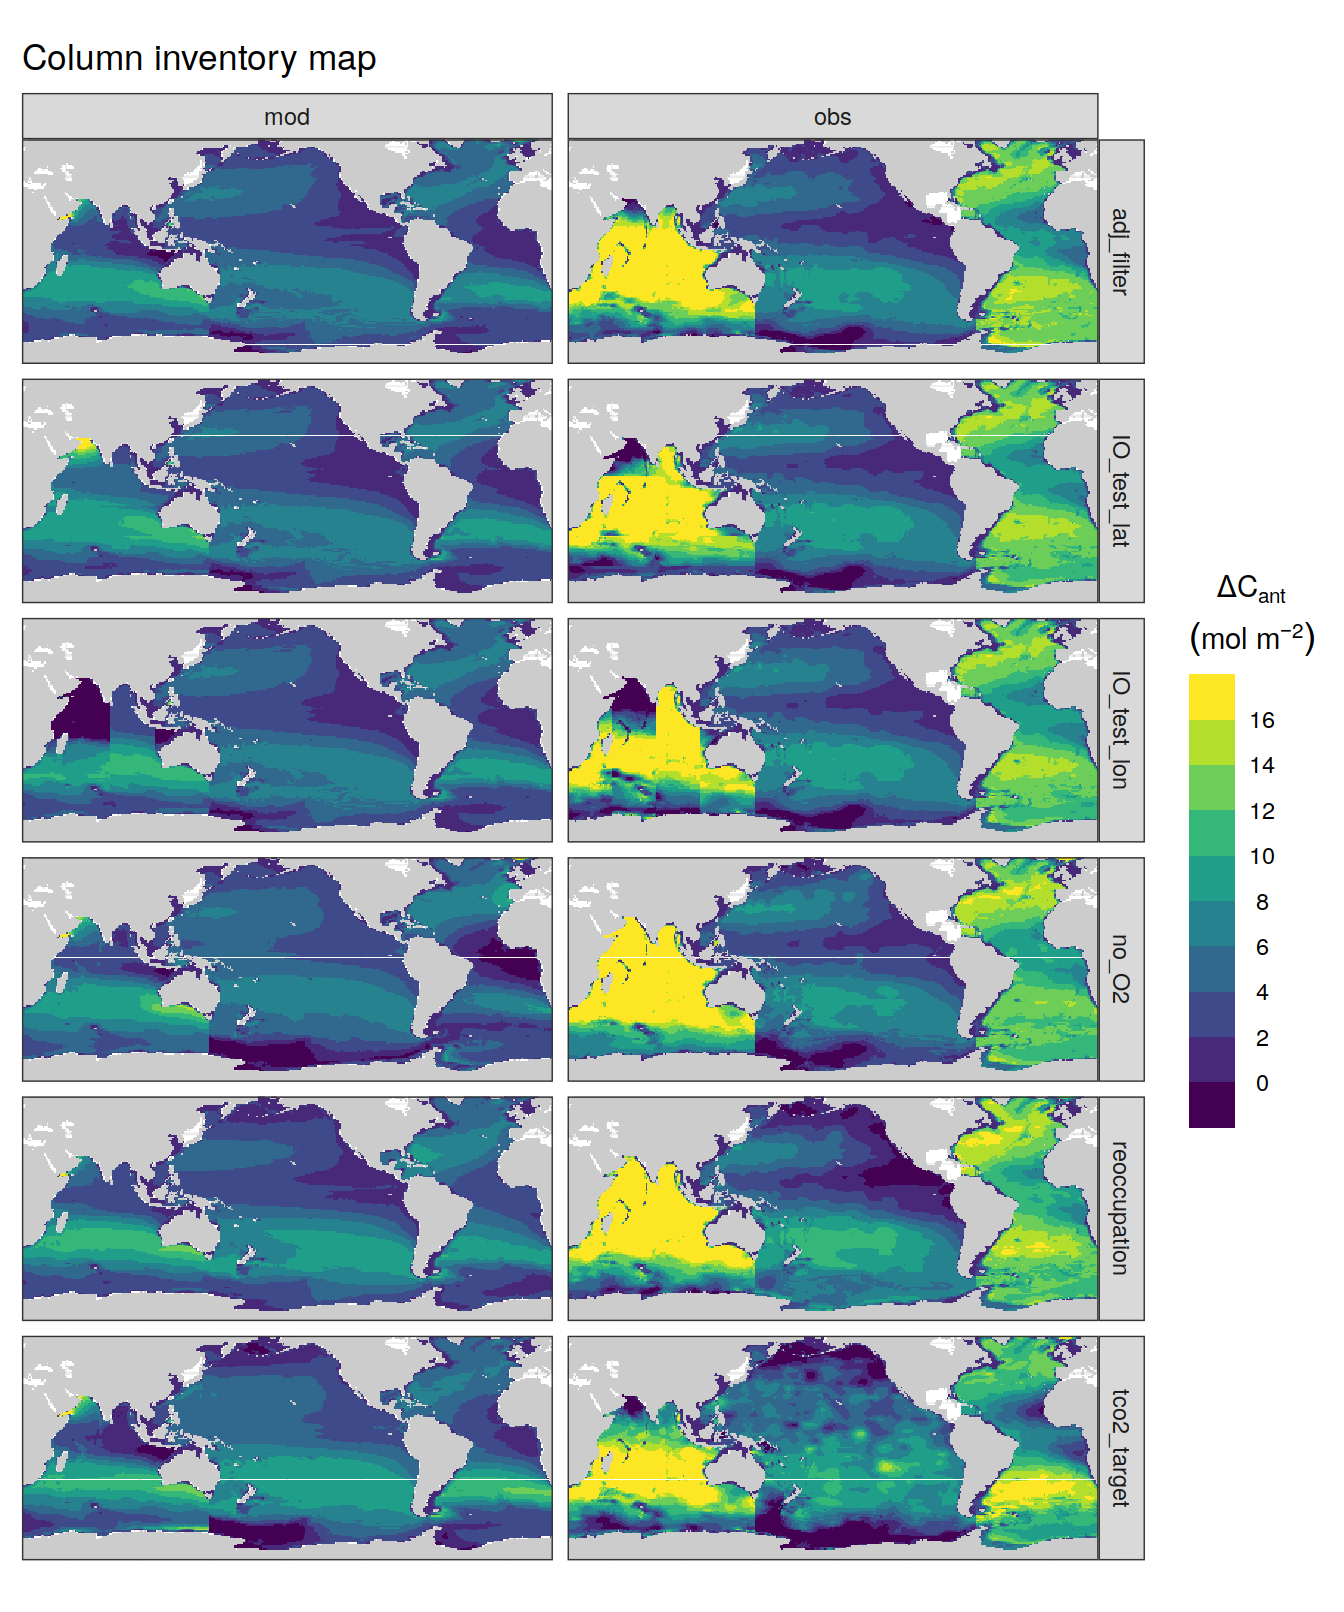 Column inventory map
mod
obs
adj_filter
IO_test_lat
IO_test_lon
no_O2
reoccupation
tco2_target
ΔCant
(mol m−2)
16
14
12
10
8
6
4
2
0